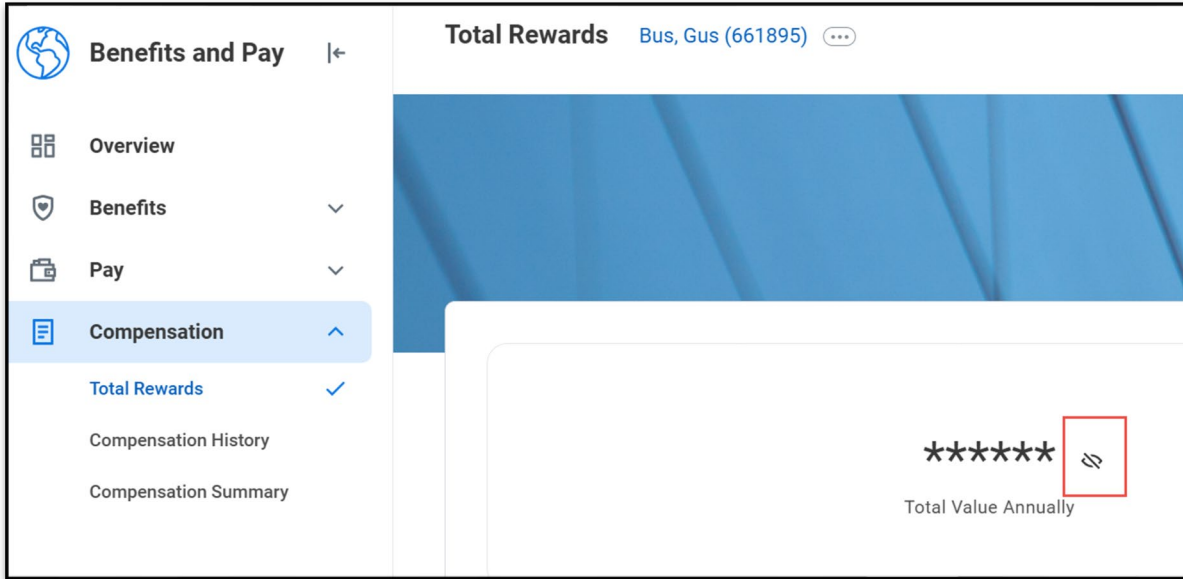 Benefits and Pay
Overview
Benefits
Pay
Compensation
Total Rewards
Compensation History
Compensation Summary
Total Rewards Bus, Gus (661895)
******
Total Value Annually